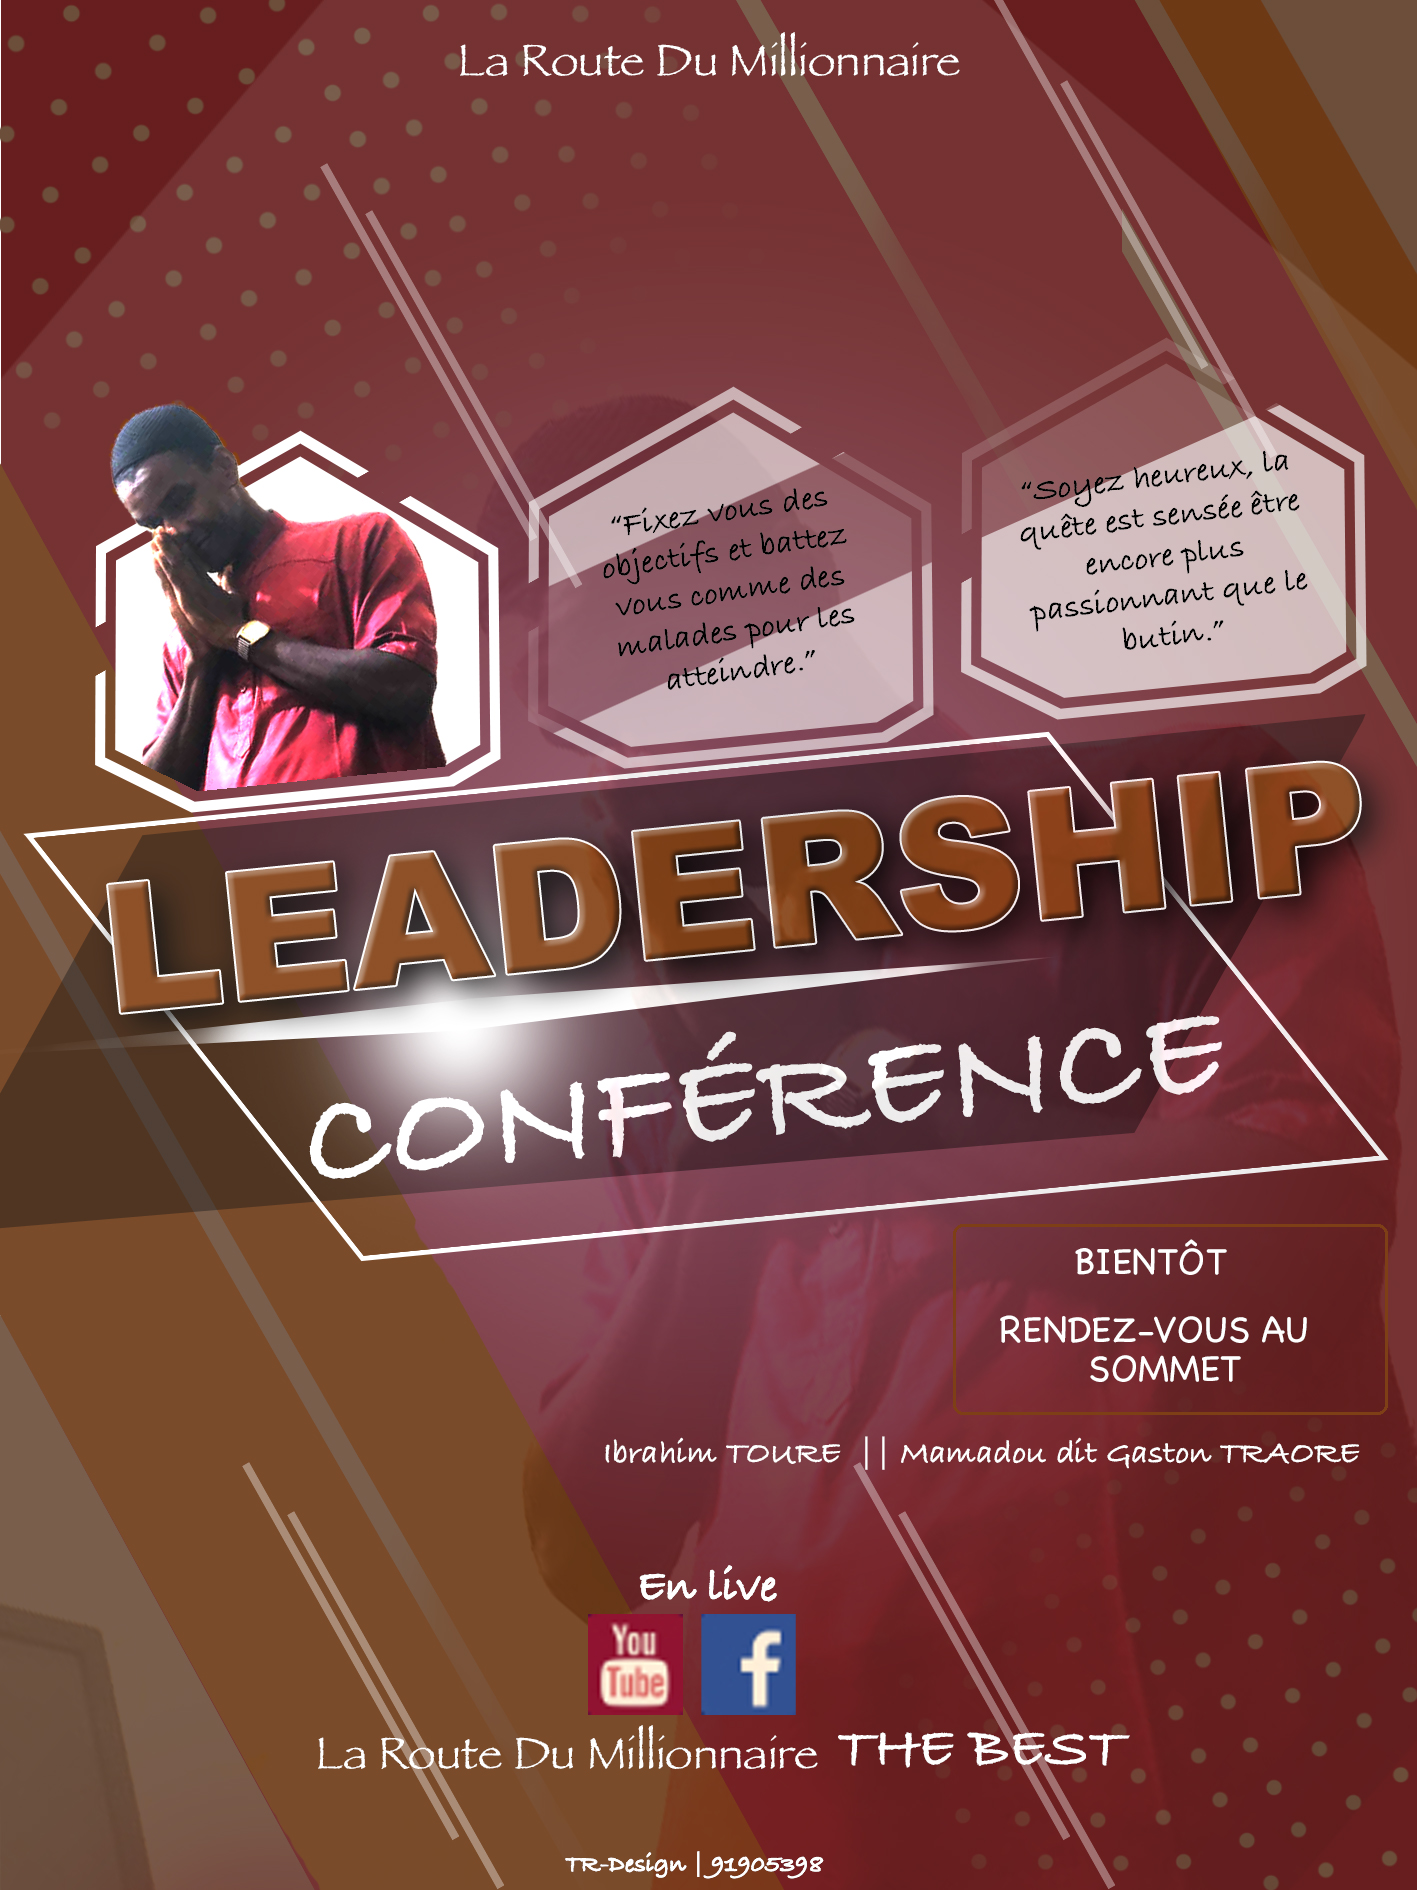 La Route Du Millionnaire
“Fixez vous des
objectifs et battez
vous comme des
malades pour les
atteindre.”
“Soyez heureux, la
quête est sensée être
encore plus
passionnant que le
butin.”
LEADERSHIP
CONFÉRENCE
BIENTÔT
RENDEZ-VOUS AU
SOMMET
Ibrahim TOURE || Mamadou dit Gaston TRAORE
En live
You
Tube
f
La Route Du Millionnaire THE BEST
TR-Design | 91905398